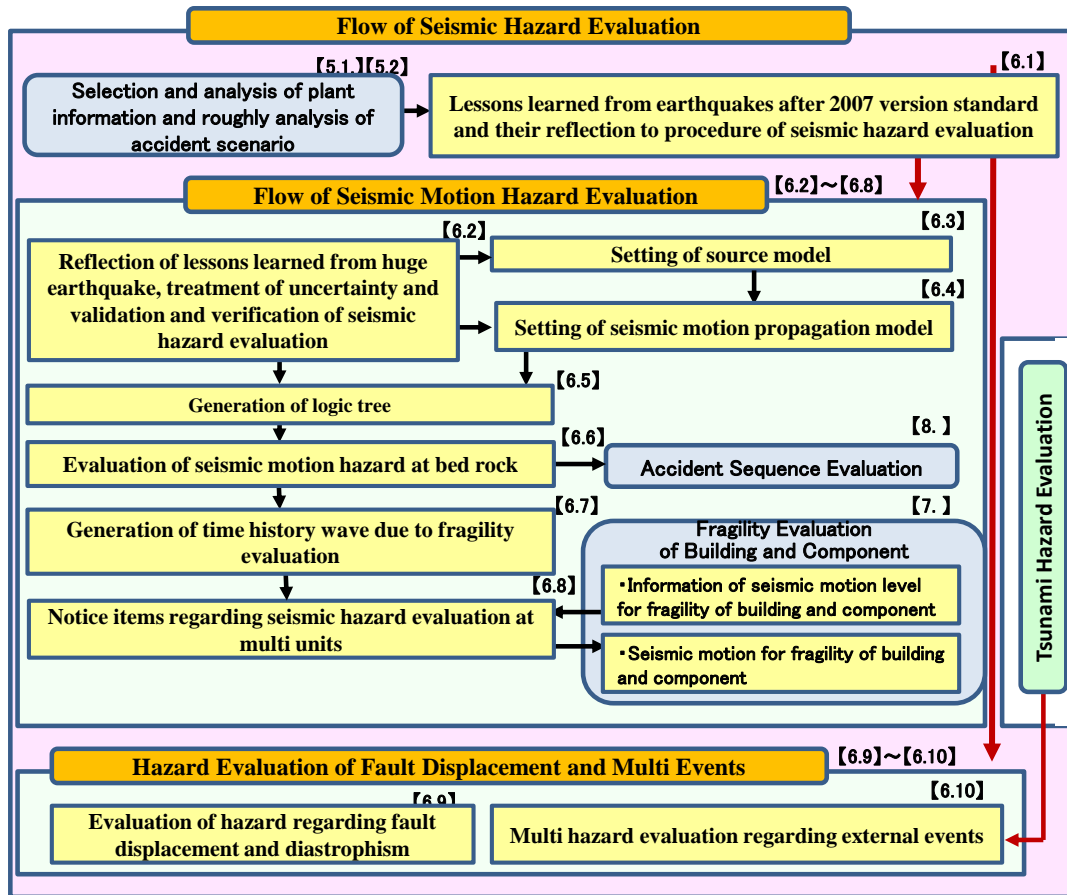 Flow of Seismic Hazard Evaluation
【5.1.】【5.2】
Selection and analysis of plant
information and roughly analysis of
accident scenario
【6.1】
Lessons learned from earthquakes after 2007 version standard
and their reflection to procedure of seismic hazard evaluation
Flow of Seismic Motion Hazard Evaluation
【6.2】～【6.8】
【6.2】
Reflection of lessons learned from huge
earthquake, treatment of uncertainty and
validation and verification of seismic
hazard evaluation
【6.3】
Setting of source model
【6.4】
Setting of seismic motion propagation model
【6.5】
Generation of logic tree
【6.6】
Evaluation of seismic motion hazard at bed rock
【8. 】
Accident Sequence Evaluation
【6.7】
Generation of time history wave due to fragility
evaluation
【7. 】
Fragility Evaluation
of Building and Component
・Information of seismic motion level
for fragility of building and component
・Seismic motion for fragility of building
and component
【6.8】
Notice items regarding seismic hazard evaluation at
multi units
Tsunami Hazard Evaluation
Hazard Evaluation of Fault Displacement and Multi Events
【6.9】～【6.10】
【6.9】
Evaluation of hazard regarding fault
displacement and diastrophism
【6.10】
Multi hazard evaluation regarding external events